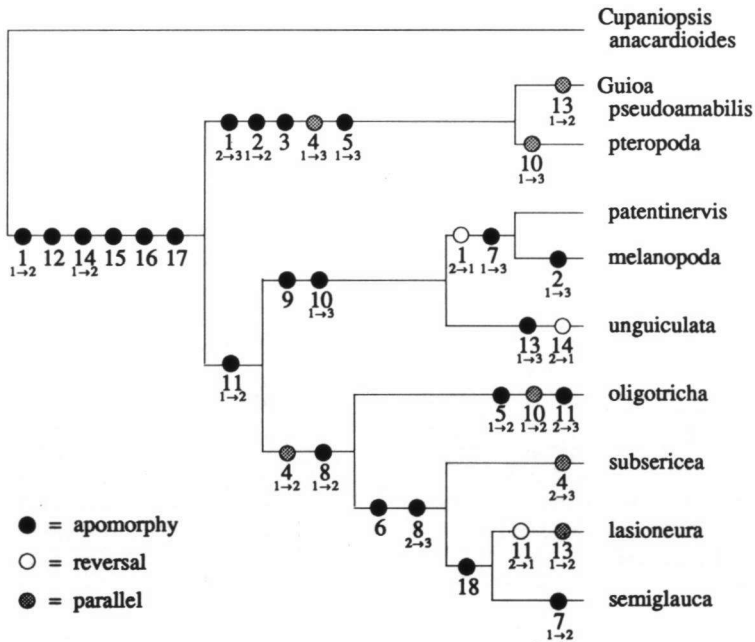 Cupaniopsis
anacardioides
Guioa
pseudoamabilis
13
1→2
1 2 3 4 5
2→3 1→2 1→3 1→3
pteropoda
10
1→3
patentinervis
1 12 14 15 16 17
1→2 1→2
1 7
2→1 1→3
melanopoda
2
1→3
9 10
1→3
unguiculata
13 14
1→3 2→1
11
1→2
oligotricha
5 10 11
1→2 1→2 2→3
4 8
1→2 1→2
subsericea
4
2→3
6 8
2→3
= apomorphy
lasioneura
11 13
2→1 1→2
= reversal
18
= parallel
semiglauca
7
1→2